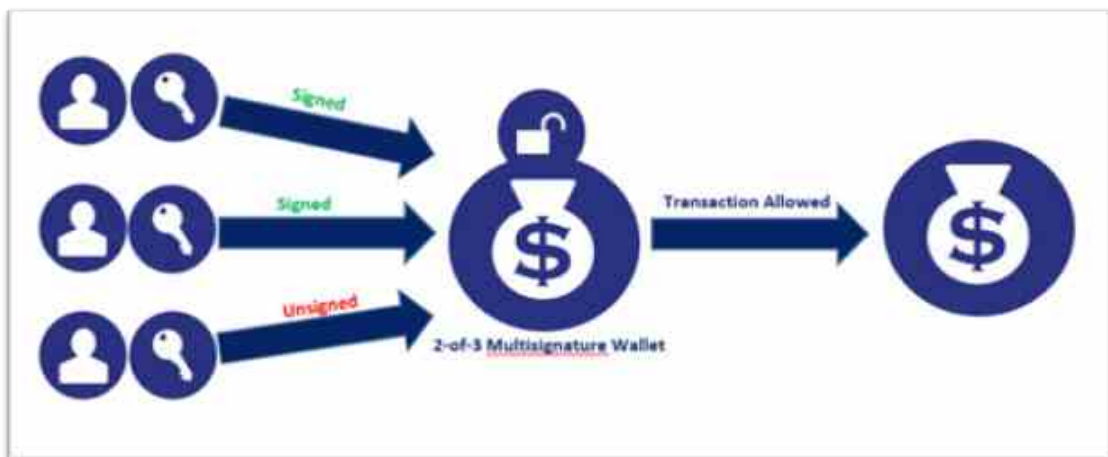 Signed
Signed
Transaction Allowed
Unsigned
2-of-3 Multisignature Wallet